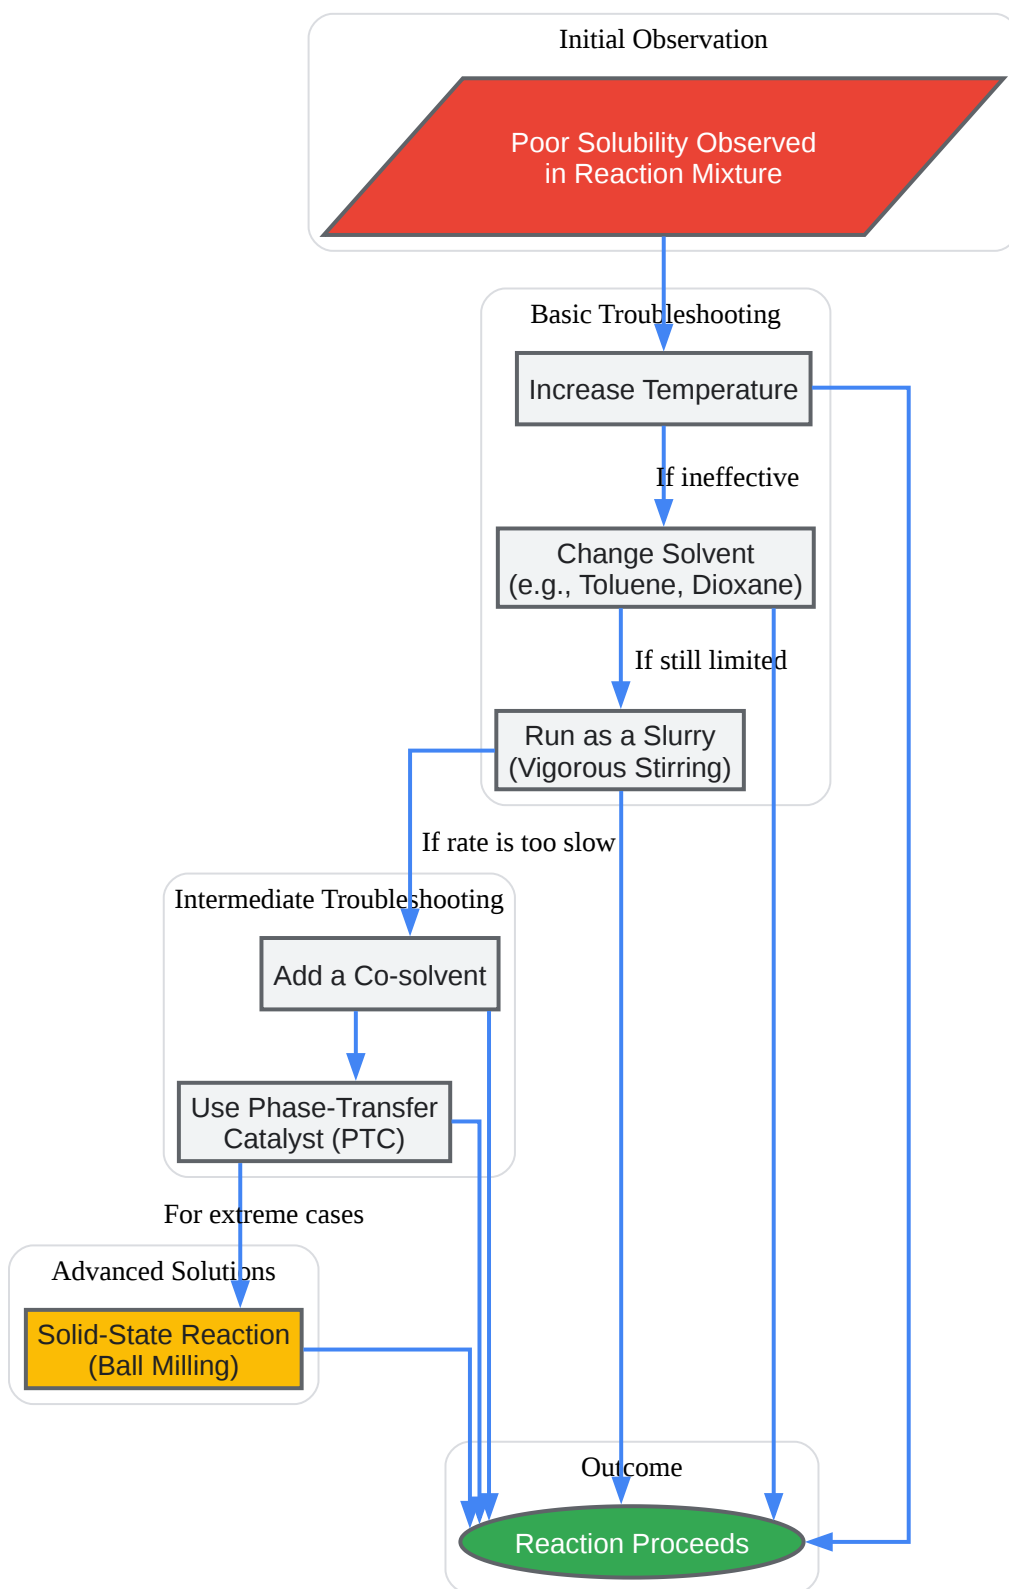 Initial Observation
Poor Solubility Observed
in Reaction Mixture
Basic Troubleshooting
Increase Temperature
If ineffective
Change Solvent
(e.g., Toluene, Dioxane)
If still limited
Run as a Slurry
(Vigorous Stirring)
If rate is too slow
Intermediate Troubleshooting
Add a Co-solvent
Use Phase-Transfer
Catalyst (PTC)
For extreme cases
Advanced Solutions
Solid-State Reaction
(Ball Milling)
Outcome
Reaction Proceeds